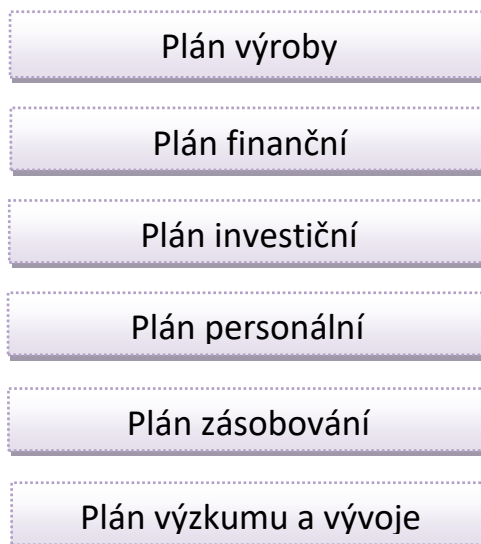 Plán výroby
Plán finanční
Plán investiční
Plán personální
Plán zásobování
Plán výzkumu a vývoje